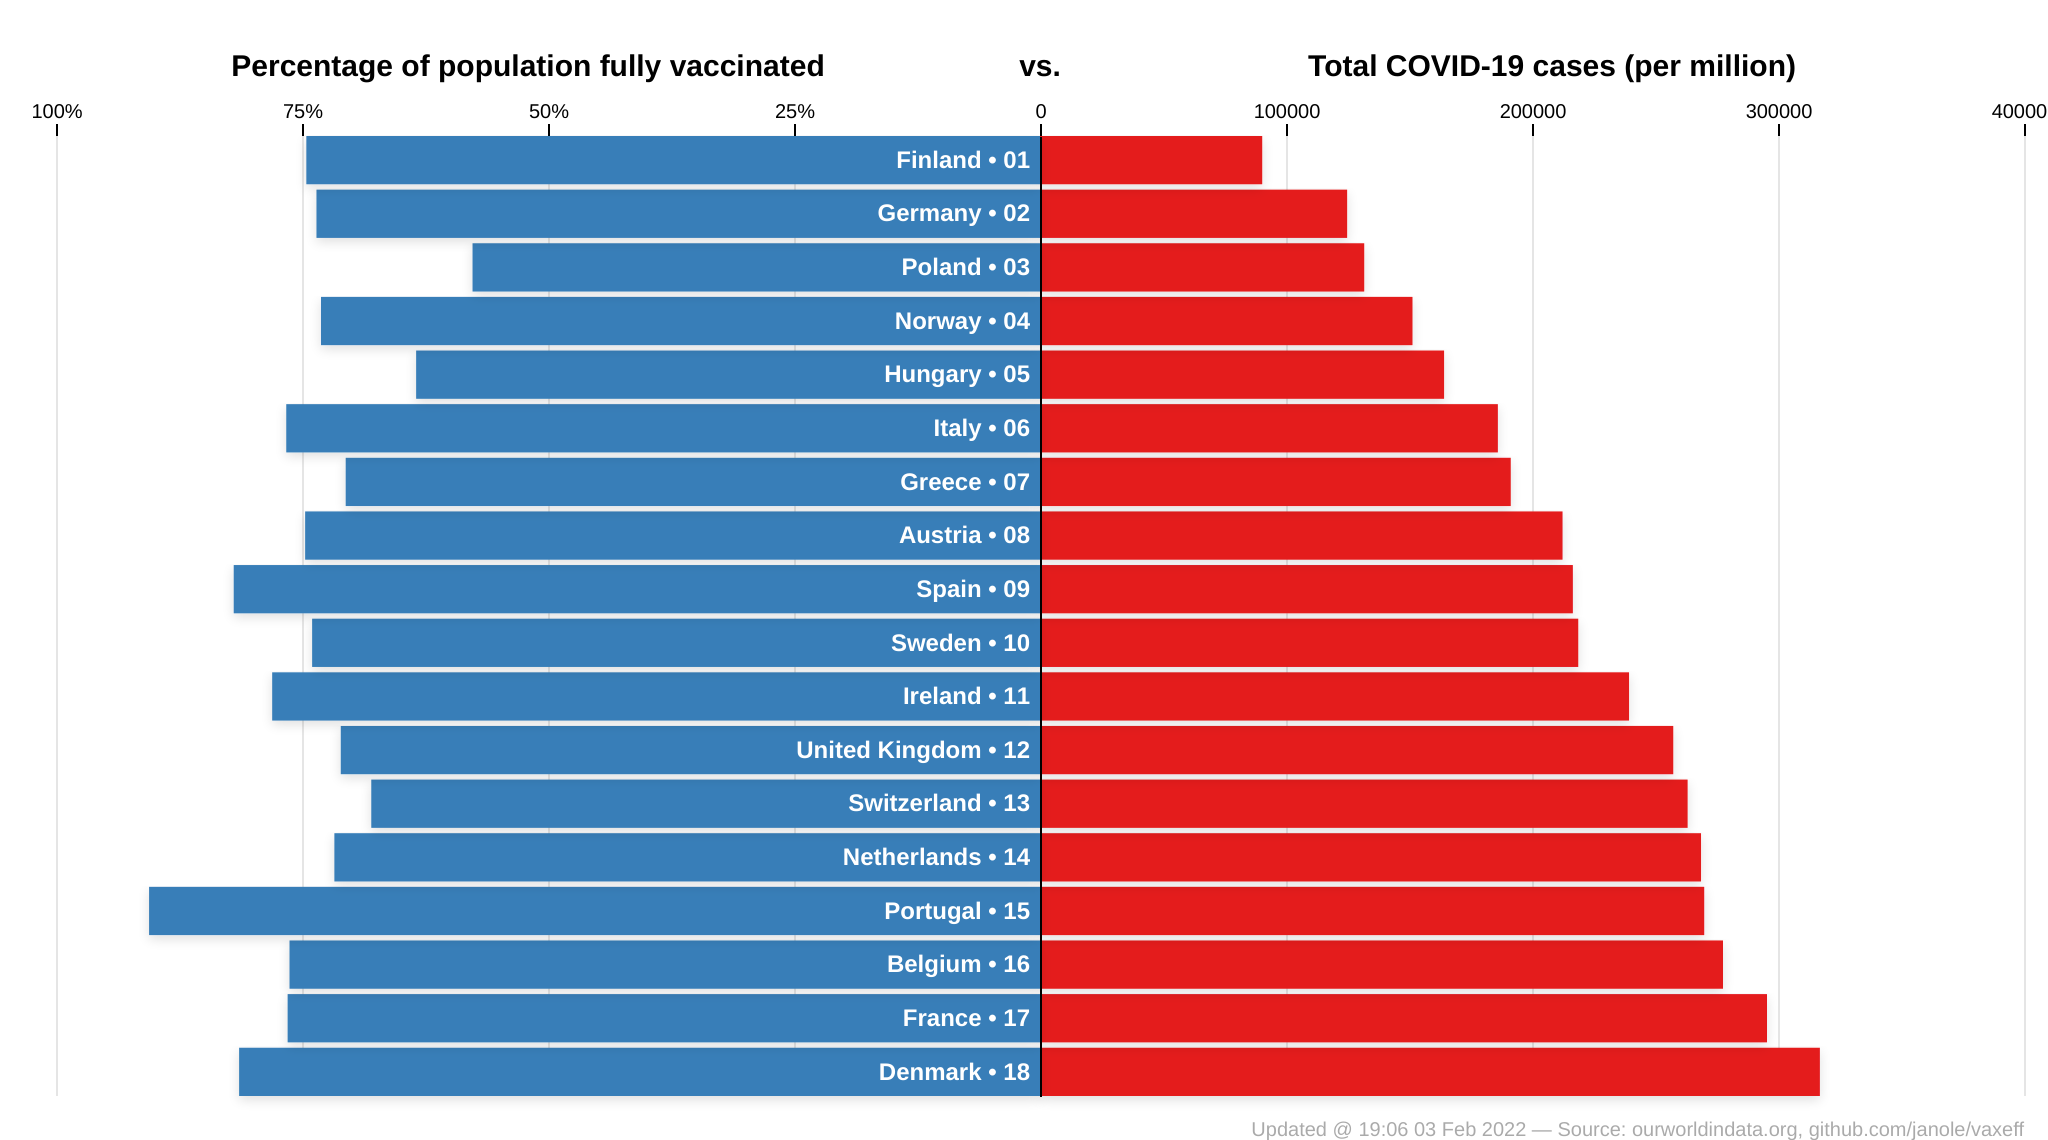 Percentage of population fully vaccinated vs. Total COVID-19 cases (per million)
100% 75% 50% 25% 0 100000 200000 300000 40000
Finland • 01
Germany • 02
Poland • 03
Norway • 04
Hungary • 05
Italy • 06
Greece • 07
Austria • 08
Spain • 09
Sweden • 10
Ireland • 11
United Kingdom • 12
Switzerland • 13
Netherlands • 14
Portugal • 15
Belgium • 16
France • 17
Denmark • 18
Updated @ 19:06 03 Feb 2022 — Source: ourworldindata.org, github.com/janole/vaxeff